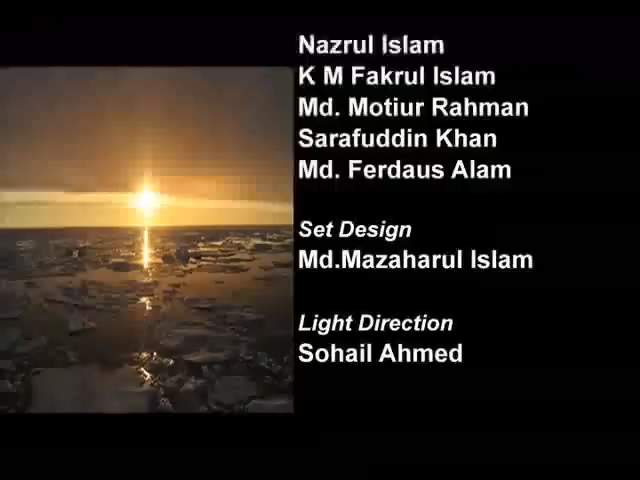 Nazrul Islam
K M Fakrul Islam
Md. Motiur Rahman
Sarafuddin Khan
Md. Ferdaus Alam
Set Design
Md.Mazaharul Islam
Light Direction
Sohail Ahmed